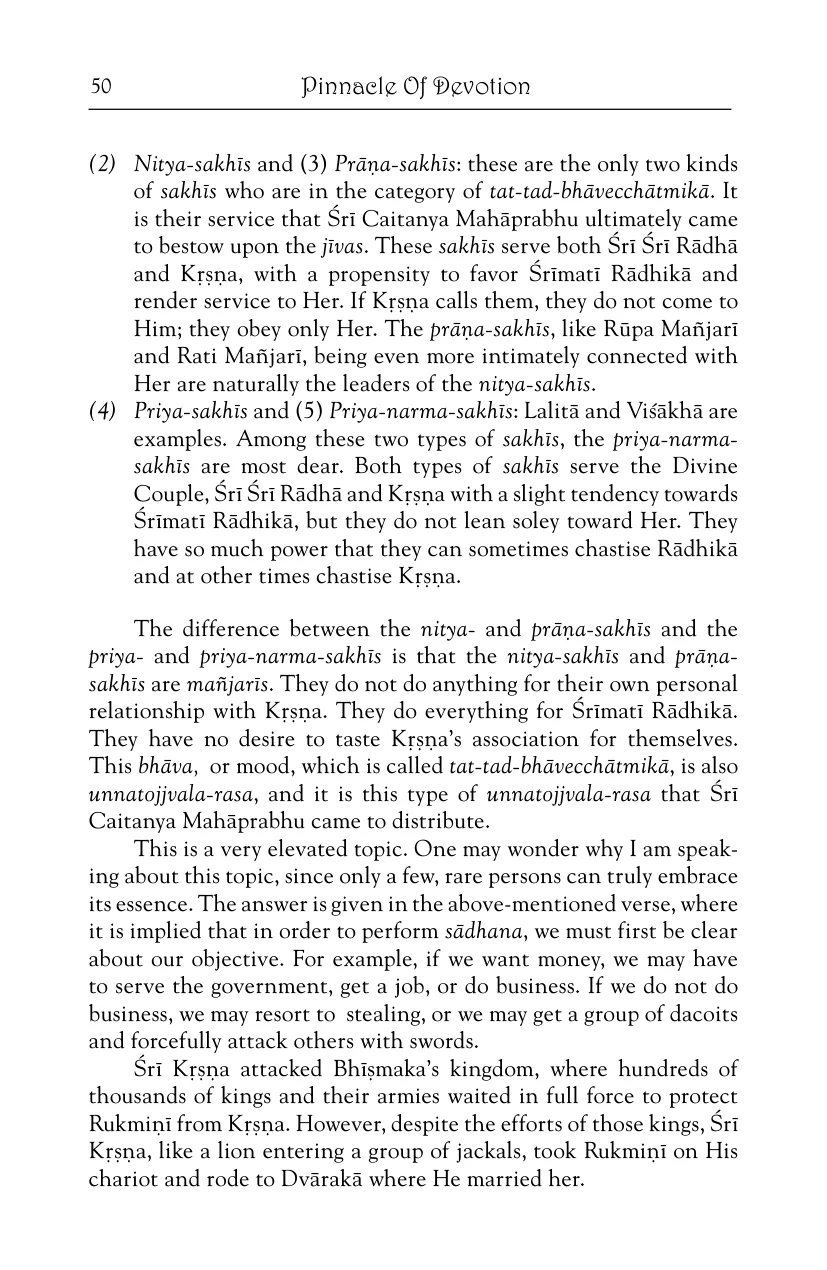 50 Pinnacle Of Devotion
(2) Nitya-sakhīs and (3) Prāṇa-sakhīs: these are the only two kinds
of sakhīs who are in the category of tat-tad-bhāvecchātmikā. It
is their service that Śrī Caitanya Mahāprabhu ultimately came
to bestow upon the jīvas. These sakhīs serve both Śrī Śrī Rādhā
and Kṛṣṇa, with a propensity to favor Śrīmatī Rādhikā and
render service to Her. If Kṛṣṇa calls them, they do not come to
Him; they obey only Her. The prāṇa-sakhīs, like Rūpa Mañjarī
and Rati Mañjarī, being even more intimately connected with
Her are naturally the leaders of the nitya-sakhīs.
(4) Priya-sakhīs and (5) Priya-narma-sakhīs: Lalitā and Viśākhā are
examples. Among these two types of sakhīs, the priya-narma-
sakhīs are most dear. Both types of sakhīs serve the Divine
Couple, Śrī Śrī Rādhā and Kṛṣṇa with a slight tendency towards
Śrīmatī Rādhikā, but they do not lean soley toward Her. They
have so much power that they can sometimes chastise Rādhikā
and at other times chastise Kṛṣṇa.
The difference between the nitya- and prāṇa-sakhīs and the
priya- and priya-narma-sakhīs is that the nitya-sakhīs and prāṇa-
sakhīs are mañjarīs. They do not do anything for their own personal
relationship with Kṛṣṇa. They do everything for Śrīmatī Rādhikā.
They have no desire to taste Kṛṣṇa's association for themselves.
This bhāva, or mood, which is called tat-tad-bhāvecchātmikā, is also
unnatojjvala-rasa, and it is this type of unnatojjvala-rasa that Śrī
Caitanya Mahāprabhu came to distribute.
This is a very elevated topic. One may wonder why I am speak-
ing about this topic, since only a few, rare persons can truly embrace
its essence. The answer is given in the above-mentioned verse, where
it is implied that in order to perform sādhana, we must first be clear
about our objective. For example, if we want money, we may have
to serve the government, get a job, or do business. If we do not do
business, we may resort to stealing, or we may get a group of dacoits
and forcefully attack others with swords.
Śrī Kṛṣṇa attacked Bhīṣmaka's kingdom, where hundreds of
thousands of kings and their armies waited in full force to protect
Rukmiṇī from Kṛṣṇa. However, despite the efforts of those kings, Śrī
Kṛṣṇa, like a lion entering a group of jackals, took Rukmiṇī on His
chariot and rode to Dvārakā where He married her.